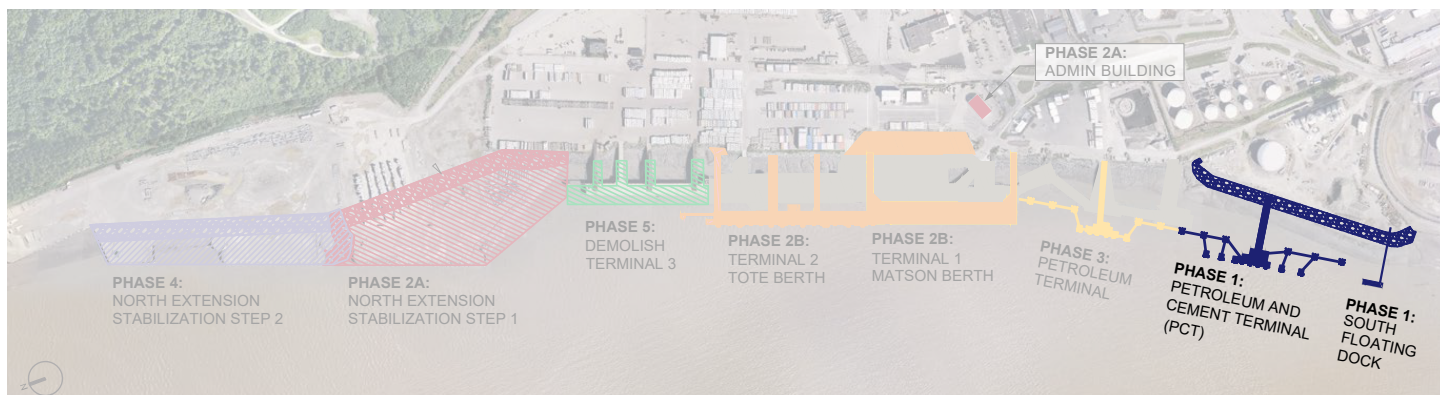 PHASE 2A:
ADMIN BUILDING
PHASE 4:
NORTH EXTENSION
STABILIZATION STEP 2
PHASE 2A:
NORTH EXTENSION
STABILIZATION STEP 1
PHASE 5:
DEMOLISH
TERMINAL 3
PHASE 2B:
TERMINAL 2
TOTE BERTH
PHASE 2B:
TERMINAL 1
MATSON BERTH
PHASE 3:
PETROLEUM
TERMINAL
PHASE 1:
PETROLEUM AND
CEMENT TERMINAL
(PCT)
PHASE 1:
SOUTH
FLOATING
DOCK
N